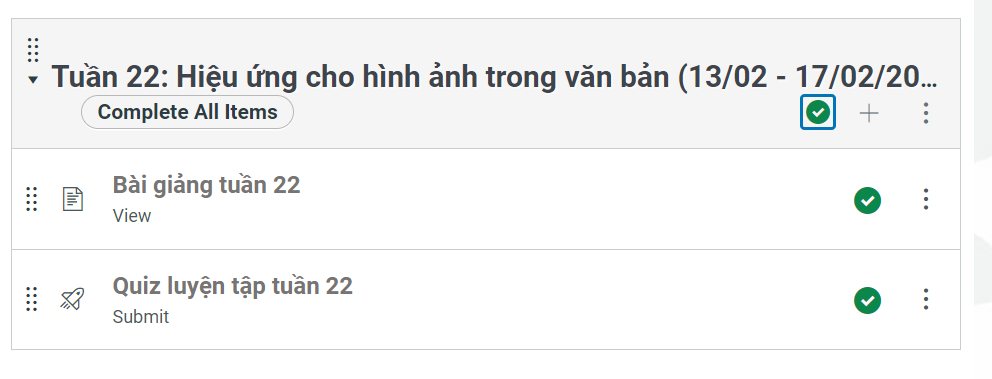 Tuần 22: Hiệu ứng cho hình ảnh trong văn bản (13/02 - 17/02/20...
Complete All Items
Bài giảng tuần 22
View
Quiz luyện tập tuần 22
Submit